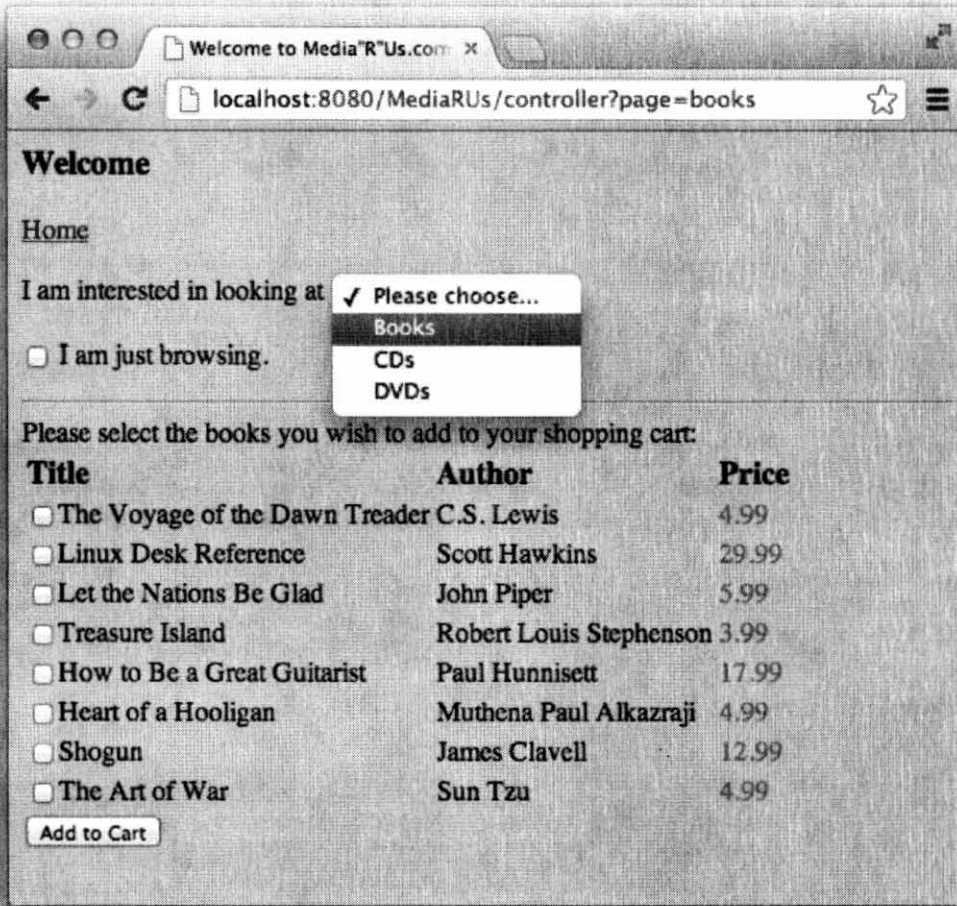 Welcome to Media"R"Us.com
localhost:8080/MediaRUs/controller?page=books
Welcome
Home
I am interested in looking at
✓ Please choose...
Books
CDs
DVDs
I am just browsing.
Please select the books you wish to add to your shopping cart:
Title Author Price
The Voyage of the Dawn Treader C.S. Lewis 4.99
Linux Desk Reference Scott Hawkins 29.99
Let the Nations Be Glad John Piper 5.99
Treasure Island Robert Louis Stephenson 3.99
How to Be a Great Guitarist Paul Hunnisett 17.99
Heart of a Hooligan Muthena Paul Alkazraji 4.99
Shogun James Clavell 12.99
The Art of War Sun Tzu 4.99
Add to Cart